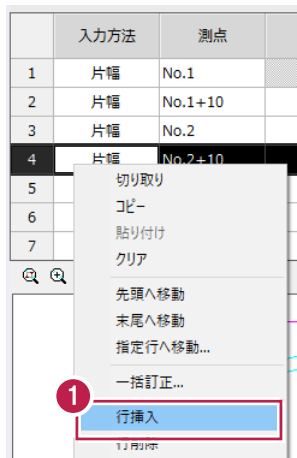 入力方法 測点
1 片幅 No.1
2 片幅 No.1+10
3 片幅 No.2
4 片幅 No.2+10
5
6
7
切り取り
コピー
貼り付け
クリア
先頭へ移動
末尾へ移動
指定行へ移動...
一括訂正...
1
行挿入
行削除